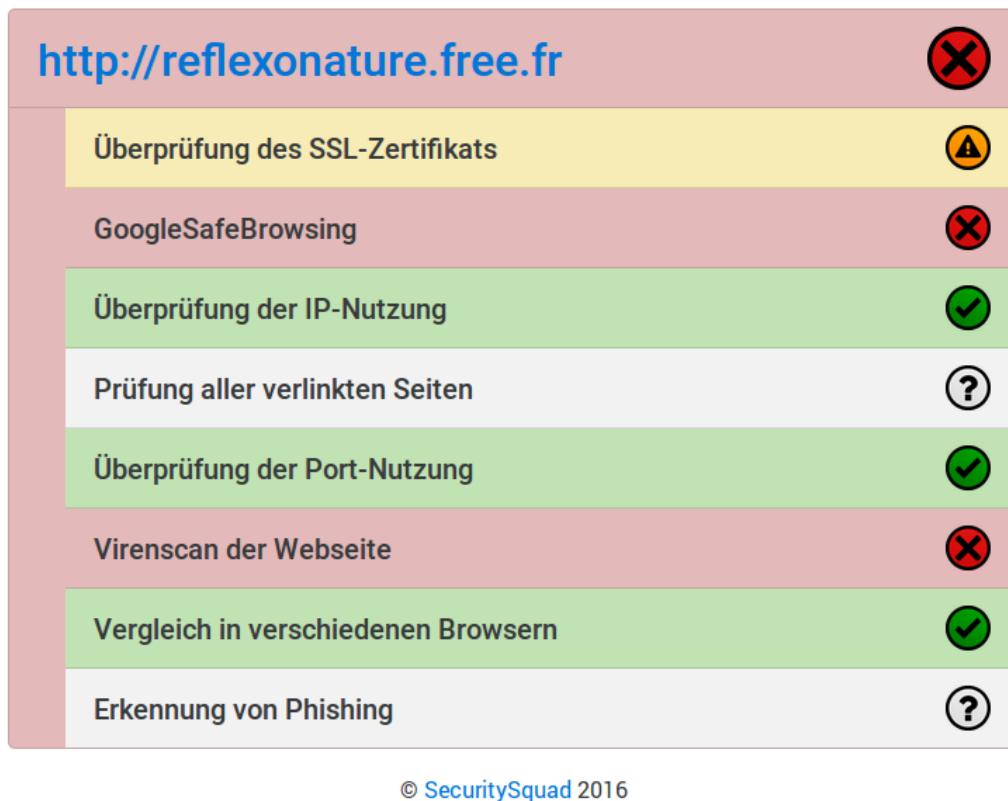 http://reflexonature.free.fr
Überprüfung des SSL-Zertifikats
GoogleSafeBrowsing
Überprüfung der IP-Nutzung
Prüfung aller verlinkten Seiten
Überprüfung der Port-Nutzung
Virenscan der Webseite
Vergleich in verschiedenen Browsern
Erkennung von Phishing
© SecuritySquad 2016